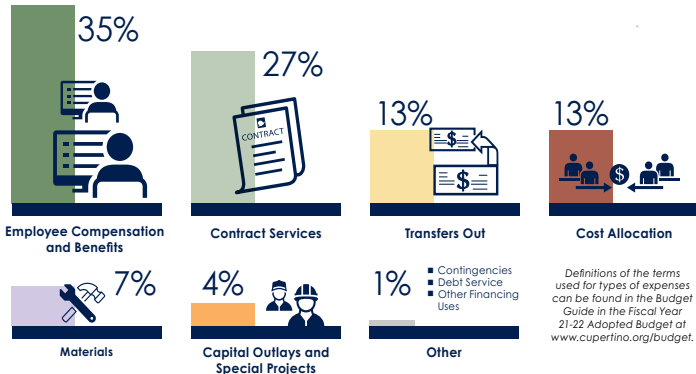 35%
27%
13%
13%
CONTRACT
$
$
$
Employee Compensation
and Benefits
Contract Services
Transfers Out
Cost Allocation
7%
4%
1%
■ Contingencies
■ Debt Service
■ Other Financing
Uses
Definitions of the terms
used for types of expenses
can be found in the Budget
Guide in the Fiscal Year
21-22 Adopted Budget at
www.cupertino.org/budget.
Materials
Capital Outlays and
Special Projects
Other